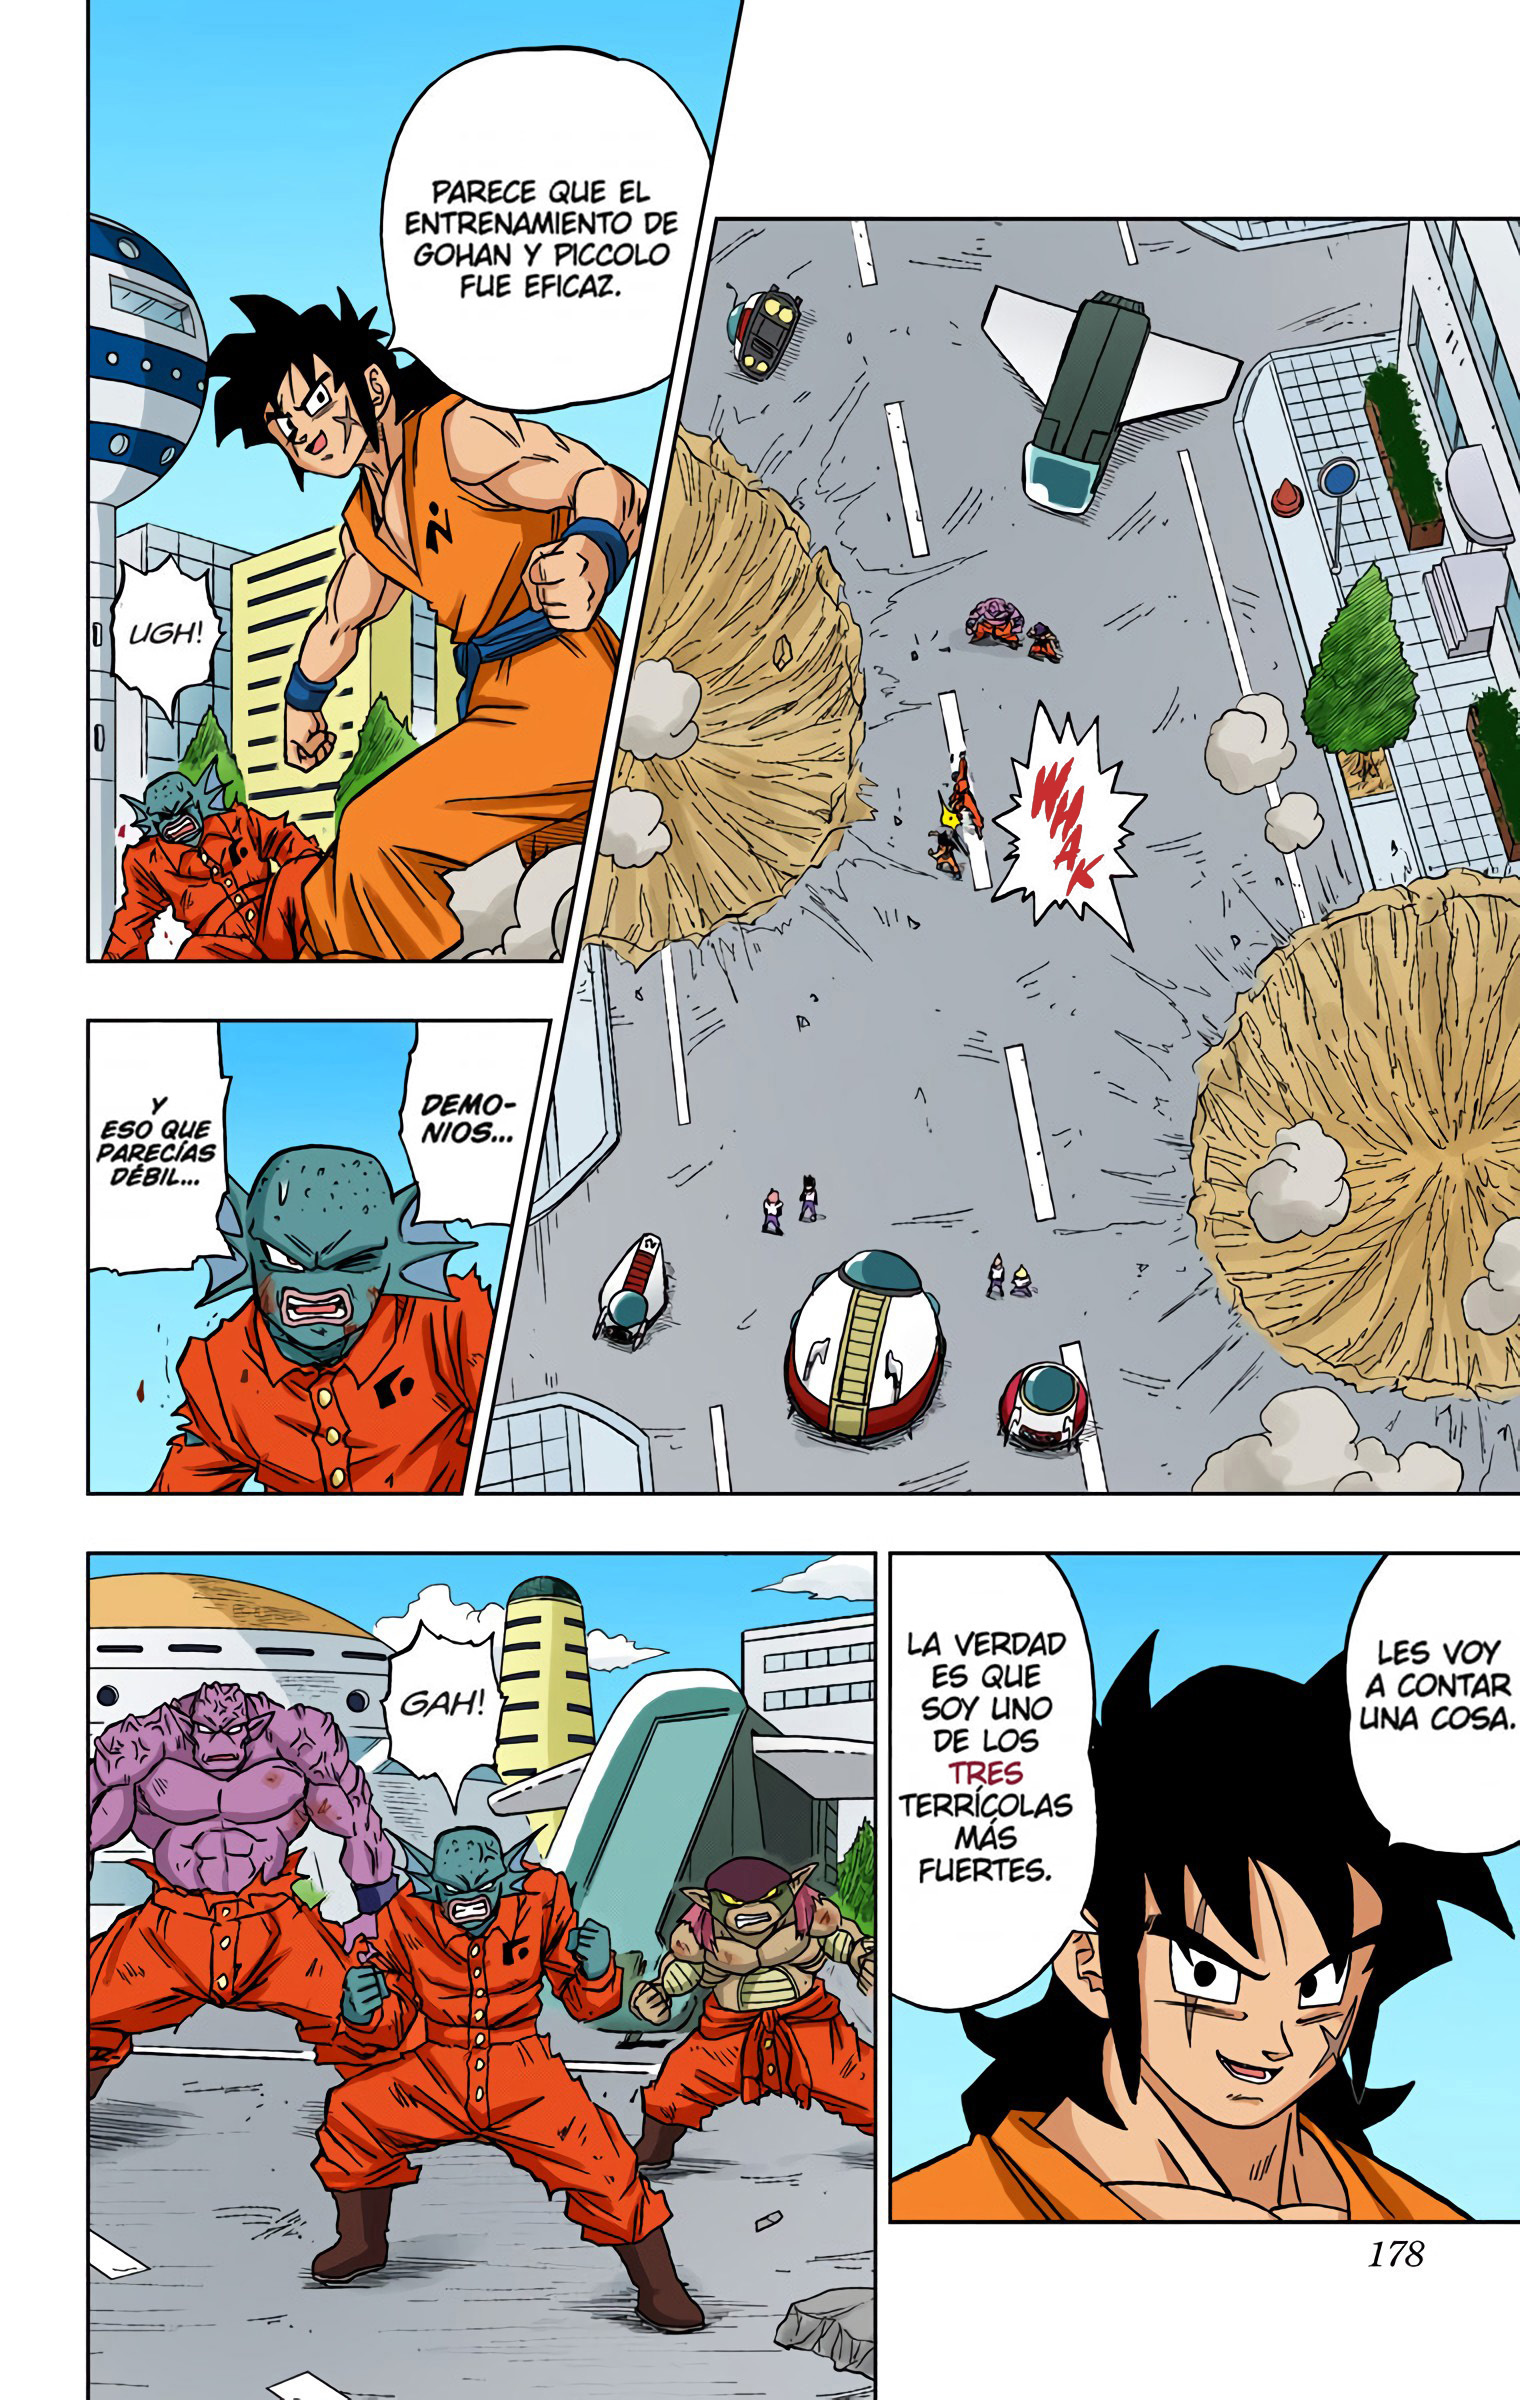 WHAK
PARECE QUE EL
ENTRENAMIENTO DE
GOHAN Y PICCOLO
FUE EFICAZ.
UGH!
DEMO-
NIOS...
Y
ESO QUE
PARECÍAS
DÉBIL...
LES VOY
A CONTAR
UNA COSA.
LA VERDAD
ES QUE
SOY UNO
DE LOS
TRES
TERRÍCOLAS
MÁS
FUERTES.
GAH!
178